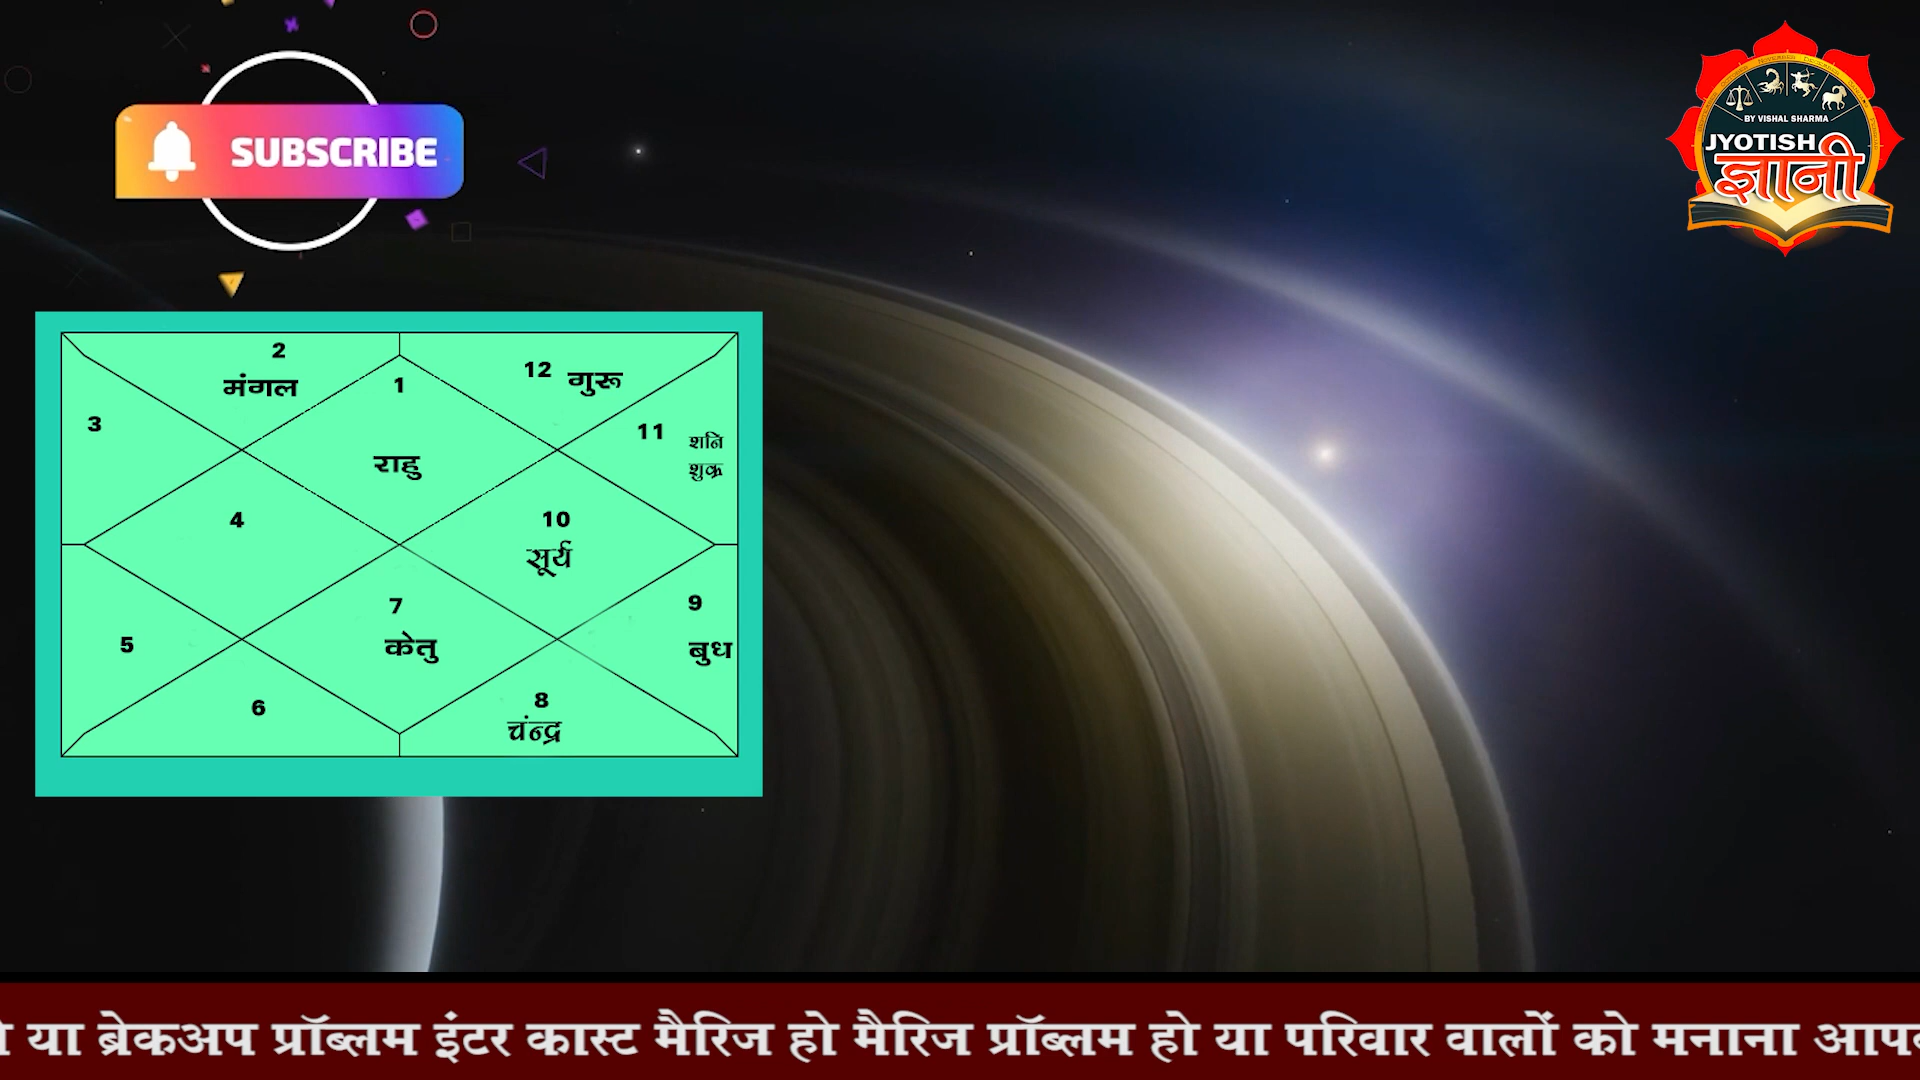 SUBSCRIBE
BY VISHAL SHARMA
JYOTISH
ज्ञानी
2
मंगल
1
12 गुरू
3
11
शनि
शुक्र
राहु
4
10
सूर्य
7
केतु
9
बुध
5
6
8
चंन्द्र
या ब्रेकअप प्रॉब्लम इंटर कास्ट मैरिज हो मैरिज प्रॉब्लम हो या परिवार वालों को मनाना